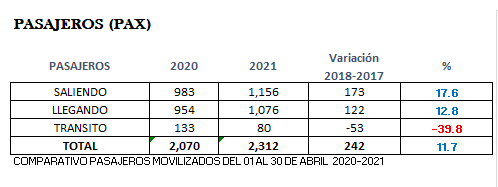 PASAJEROS (PAX)
PASAJEROS 2020 2021 Variación 2018-2017 %
SALIENDO 983 1,156 173 17.6
LLEGANDO 954 1,076 122 12.8
TRANSITO 133 80 -53 -39.8
TOTAL 2,070 2,312 242 11.7
COMPARATIVO PASAJEROS MOVILIZADOS DEL 01 AL 30 DE ABRIL 2020-2021